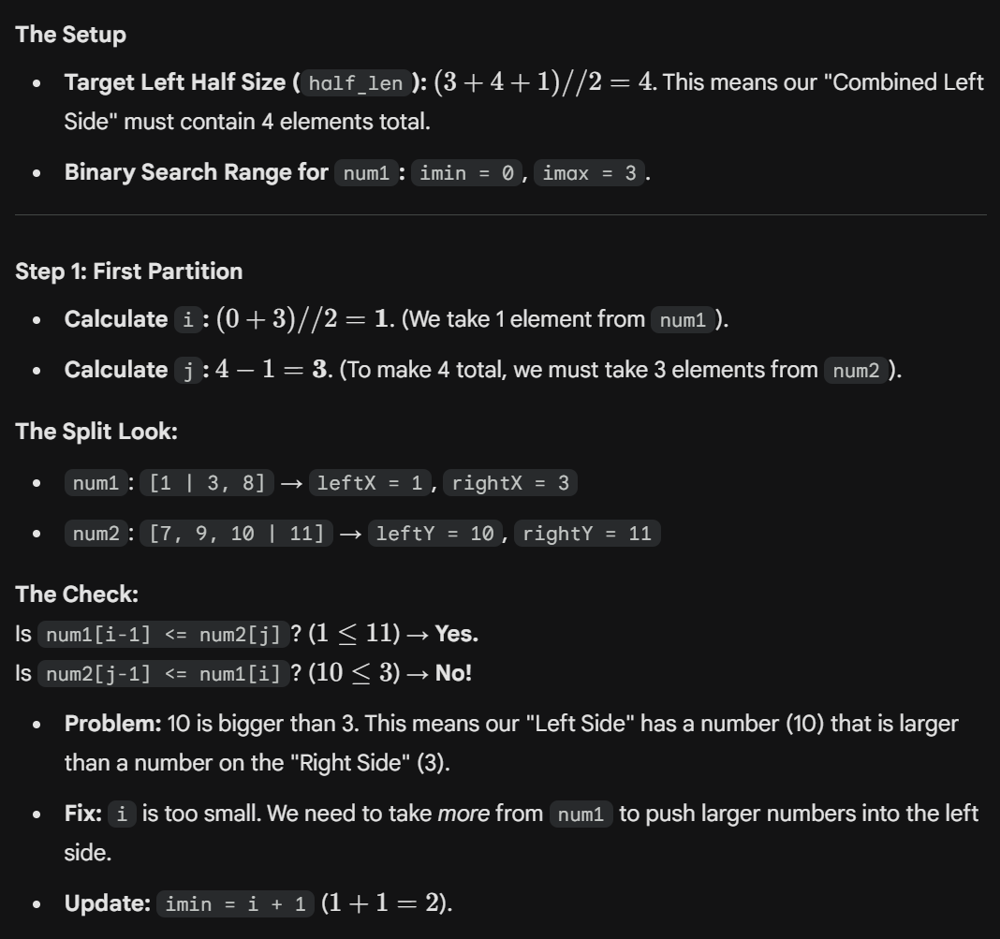 The Setup
• Target Left Half Size ( half_len ): (3 + 4 + 1)//2 = 4. This means our "Combined Left
Side" must contain 4 elements total.
• Binary Search Range for num1 : imin = 0 , imax = 3 .
Step 1: First Partition
• Calculate i : (0 + 3)//2 = 1. (We take 1 element from num1 ).
• Calculate j : 4 − 1 = 3. (To make 4 total, we must take 3 elements from num2 ).
The Split Look:
• num1 : [1 | 3, 8] → leftX = 1 , rightX = 3
• num2 : [7, 9, 10 | 11] → leftY = 10 , rightY = 11
The Check:
Is num1[i-1] <= num2[j] ? (1 ≤ 11) → Yes.
Is num2[j-1] <= num1[i] ? (10 ≤ 3) → No!
• Problem: 10 is bigger than 3. This means our "Left Side" has a number (10) that is larger
than a number on the "Right Side" (3).
• Fix: i is too small. We need to take more from num1 to push larger numbers into the left
side.
• Update: imin = i + 1 (1 + 1 = 2).